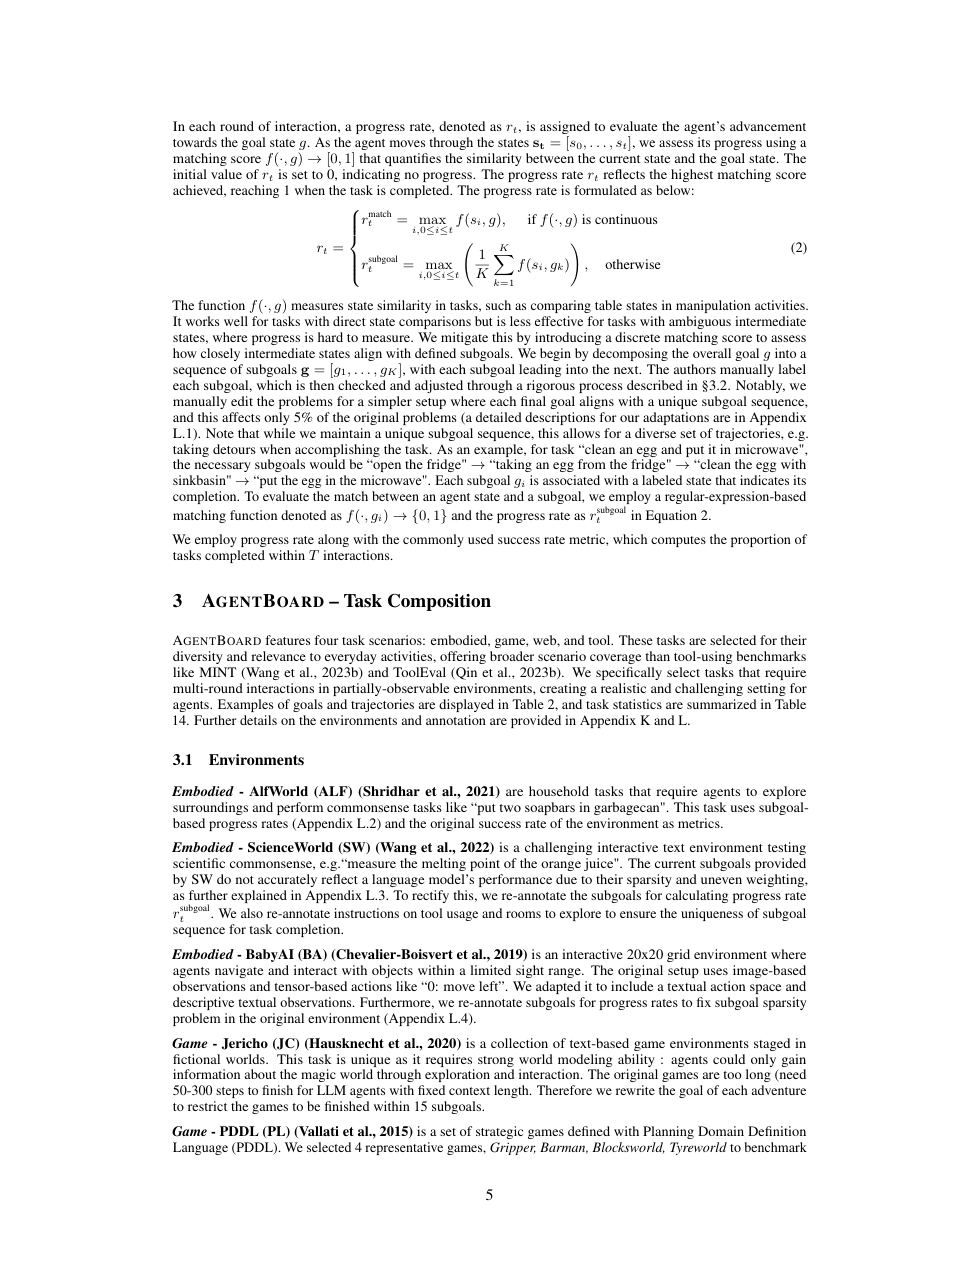 In each round of interaction, a progress rate, denoted as r_t, is assigned to evaluate the agent's advancement
towards the goal state g. As the agent moves through the states s_t = [s_0, . . . , s_t], we assess its progress using a
matching score f(·, g) → [0, 1] that quantifies the similarity between the current state and the goal state. The
initial value of r_t is set to 0, indicating no progress. The progress rate r_t reflects the highest matching score
achieved, reaching 1 when the task is completed. The progress rate is formulated as below:
r_t = { r_t^match = max_{i,0≤i≤t} f(s_i, g), if f(·, g) is continuous
r_t^subgoal = max_{i,0≤i≤t} ( 1/K ∑_{k=1}^{K} f(s_i, g_k) ) , otherwise (2)
The function f(·, g) measures state similarity in tasks, such as comparing table states in manipulation activities.
It works well for tasks with direct state comparisons but is less effective for tasks with ambiguous intermediate
states, where progress is hard to measure. We mitigate this by introducing a discrete matching score to assess
how closely intermediate states align with defined subgoals. We begin by decomposing the overall goal g into a
sequence of subgoals g = [g_1, . . . , g_K], with each subgoal leading into the next. The authors manually label
each subgoal, which is then checked and adjusted through a rigorous process described in §3.2. Notably, we
manually edit the problems for a simpler setup where each final goal aligns with a unique subgoal sequence,
and this affects only 5% of the original problems (a detailed descriptions for our adaptations are in Appendix
L.1). Note that while we maintain a unique subgoal sequence, this allows for a diverse set of trajectories, e.g.
taking detours when accomplishing the task. As an example, for task “clean an egg and put it in microwave",
the necessary subgoals would be “open the fridge" → “taking an egg from the fridge" → “clean the egg with
sinkbasin" → “put the egg in the microwave". Each subgoal g_i is associated with a labeled state that indicates its
completion. To evaluate the match between an agent state and a subgoal, we employ a regular-expression-based
matching function denoted as f(·, g_i) → {0, 1} and the progress rate as r_t^subgoal in Equation 2.
We employ progress rate along with the commonly used success rate metric, which computes the proportion of
tasks completed within T interactions.
3 AGENTBOARD – Task Composition
AGENTBOARD features four task scenarios: embodied, game, web, and tool. These tasks are selected for their
diversity and relevance to everyday activities, offering broader scenario coverage than tool-using benchmarks
like MINT (Wang et al., 2023b) and ToolEval (Qin et al., 2023b). We specifically select tasks that require
multi-round interactions in partially-observable environments, creating a realistic and challenging setting for
agents. Examples of goals and trajectories are displayed in Table 2, and task statistics are summarized in Table
14. Further details on the environments and annotation are provided in Appendix K and L.
3.1 Environments
Embodied - AlfWorld (ALF) (Shridhar et al., 2021) are household tasks that require agents to explore
surroundings and perform commonsense tasks like “put two soapbars in garbagecan". This task uses subgoal-
based progress rates (Appendix L.2) and the original success rate of the environment as metrics.
Embodied - ScienceWorld (SW) (Wang et al., 2022) is a challenging interactive text environment testing
scientific commonsense, e.g.“measure the melting point of the orange juice". The current subgoals provided
by SW do not accurately reflect a language model's performance due to their sparsity and uneven weighting,
as further explained in Appendix L.3. To rectify this, we re-annotate the subgoals for calculating progress rate
r_t^subgoal. We also re-annotate instructions on tool usage and rooms to explore to ensure the uniqueness of subgoal
sequence for task completion.
Embodied - BabyAI (BA) (Chevalier-Boisvert et al., 2019) is an interactive 20x20 grid environment where
agents navigate and interact with objects within a limited sight range. The original setup uses image-based
observations and tensor-based actions like “0: move left”. We adapted it to include a textual action space and
descriptive textual observations. Furthermore, we re-annotate subgoals for progress rates to fix subgoal sparsity
problem in the original environment (Appendix L.4).
Game - Jericho (JC) (Hausknecht et al., 2020) is a collection of text-based game environments staged in
fictional worlds. This task is unique as it requires strong world modeling ability : agents could only gain
information about the magic world through exploration and interaction. The original games are too long (need
50-300 steps to finish for LLM agents with fixed context length. Therefore we rewrite the goal of each adventure
to restrict the games to be finished within 15 subgoals.
Game - PDDL (PL) (Vallati et al., 2015) is a set of strategic games defined with Planning Domain Definition
Language (PDDL). We selected 4 representative games, Gripper, Barman, Blocksworld, Tyreworld to benchmark
5